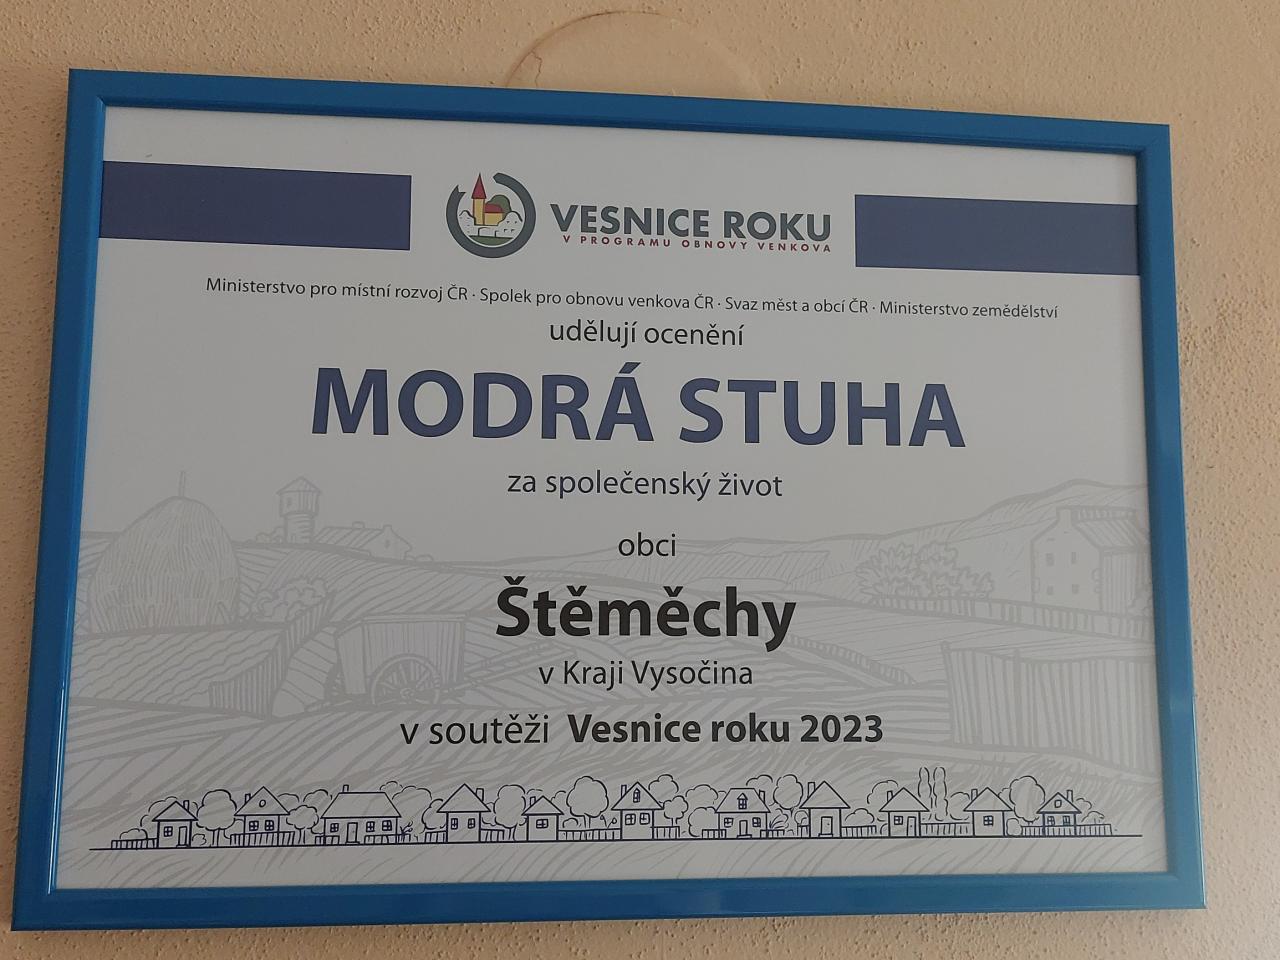 VESNICE ROKU
V PROGRAMU OBNOVY VENKOVA
Ministerstvo pro místní rozvoj ČR · Spolek pro obnovu venkova ČR · Svaz měst a obcí ČR · Ministerstvo zemědělství
udělují ocenění
MODRÁ STUHA
za společenský život
obci
Štěměchy
v Kraji Vysočina
v soutěži Vesnice roku 2023